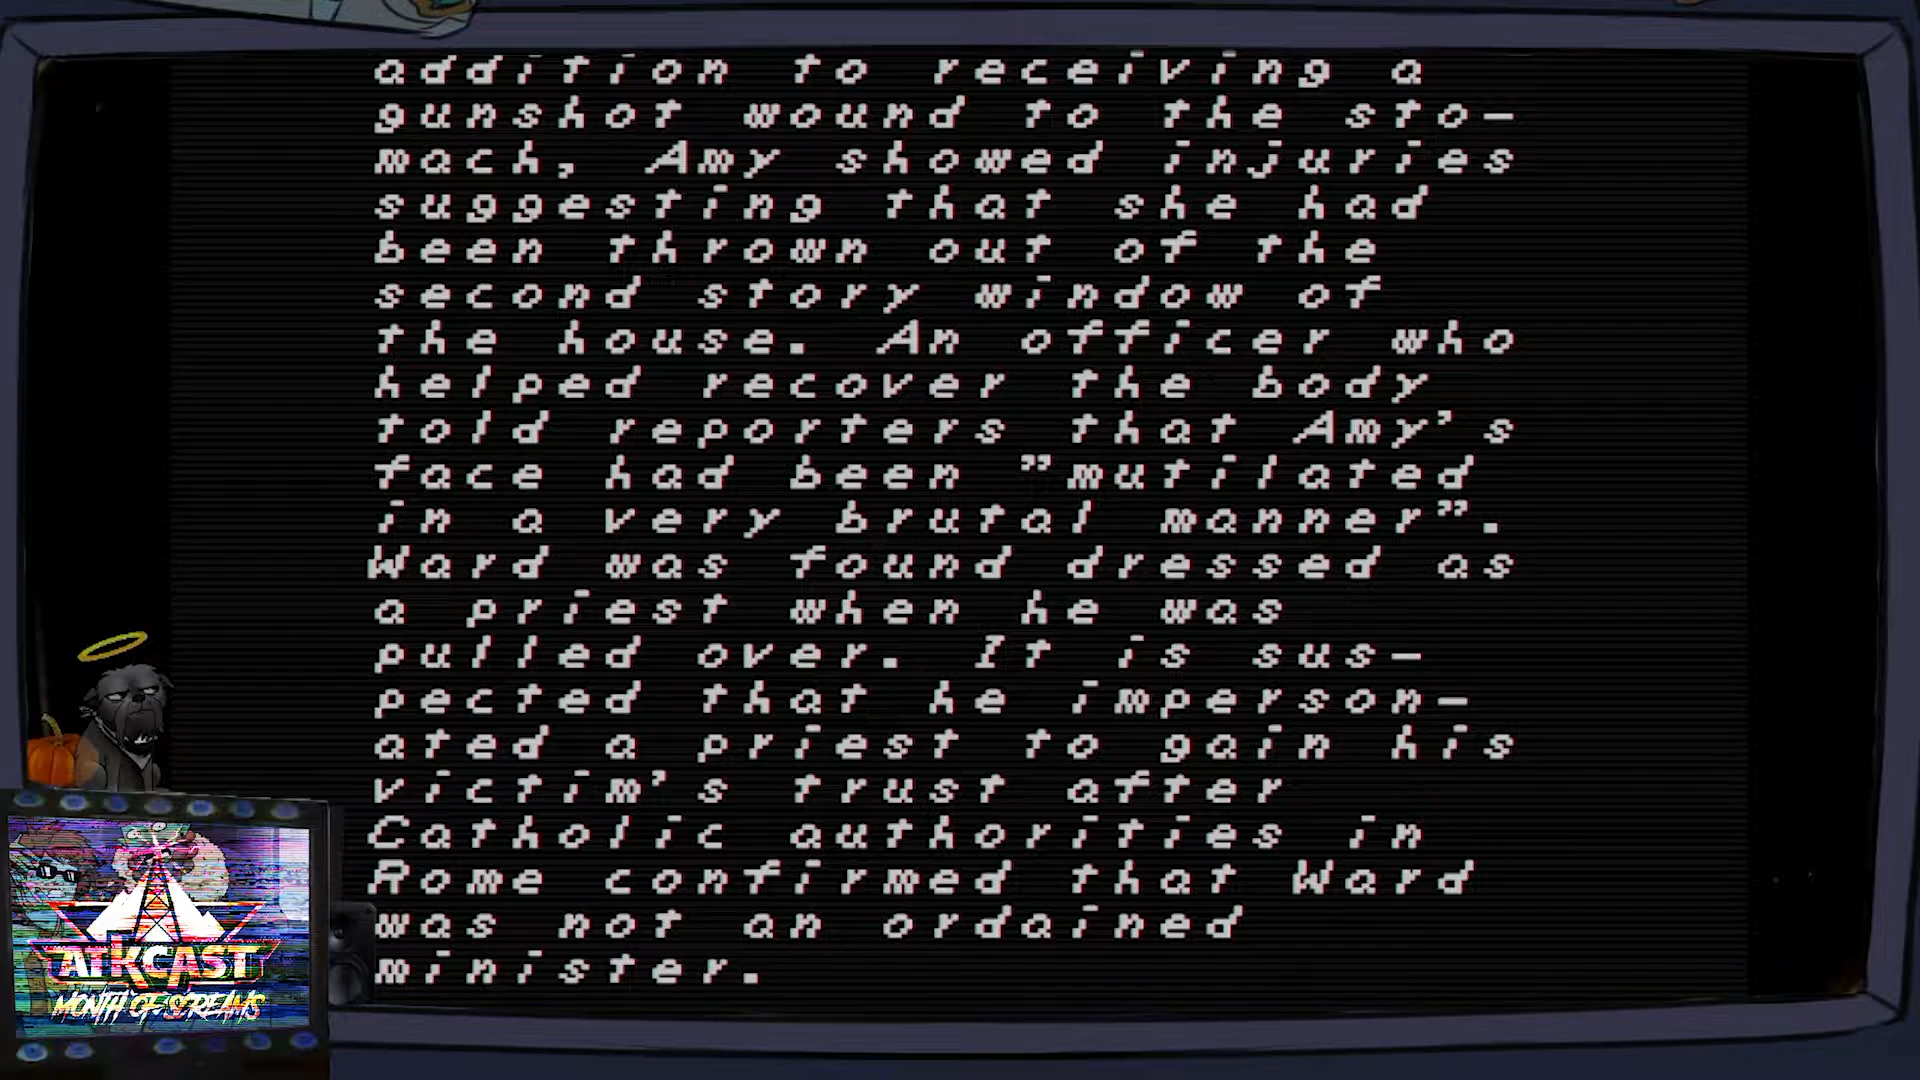 addition to receiving a
gunshot wound to the sto-
mach, Amy showed injuries
suggesting that she had
been thrown out of the
second story window of
the house. An officer who
helped recover the body
told reporters that Amy's
face had been "mutilated
in a very brutal manner".
Ward was found dressed as
a priest when he was
pulled over. It is sus-
pected that he imperson-
ated a priest to gain his
victim's trust after
Catholic authorities in
Rome confirmed that Ward
was not an ordained
minister.
ATKCAST
MONTH OF SCREAMS